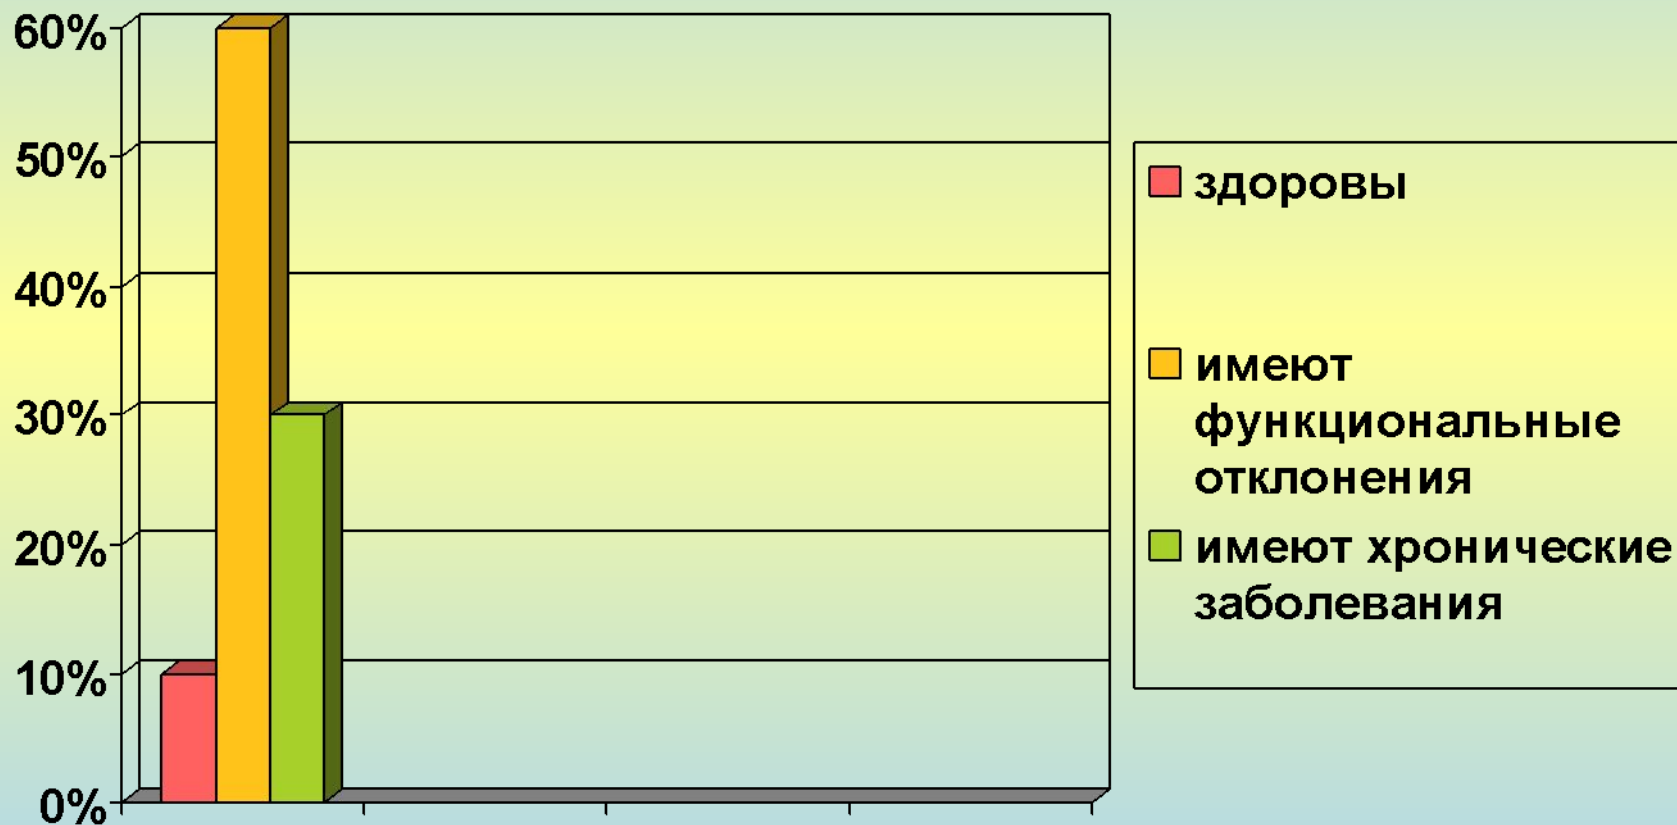 60%
50%
40%
30%
20%
10%
0%
здоровы
имеют
функциональные
отклонения
имеют хронические
заболевания